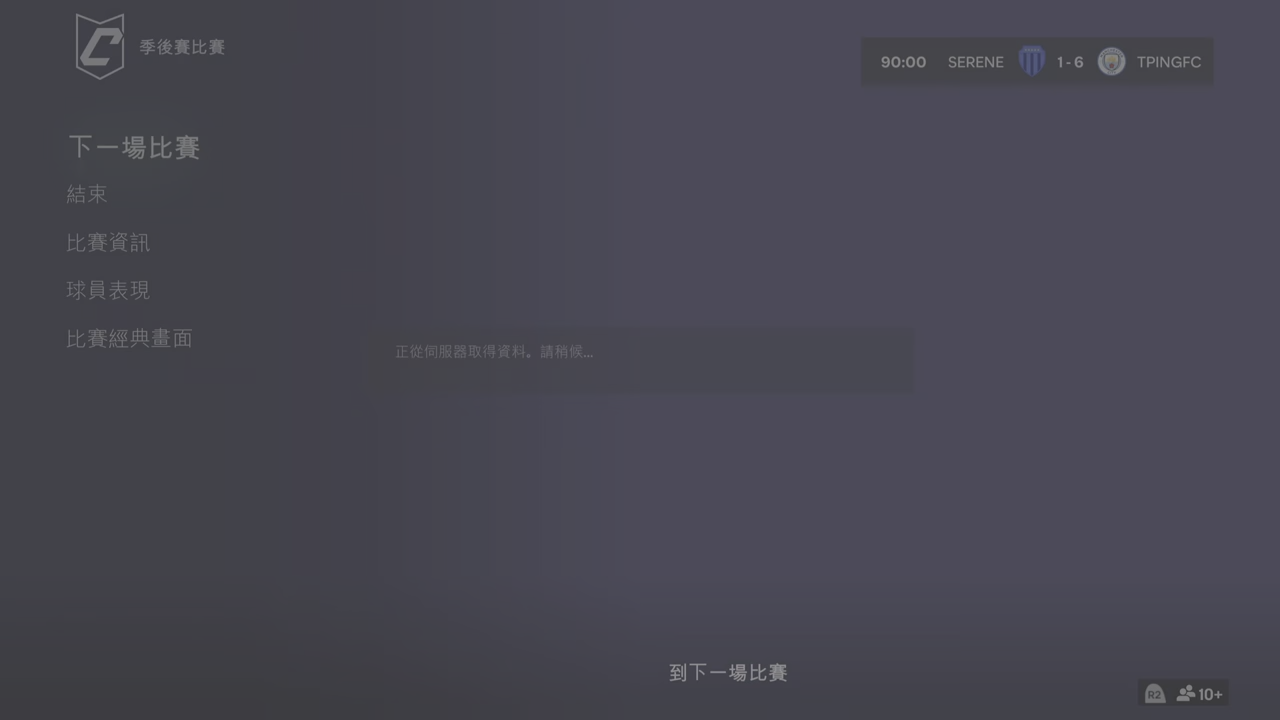 季後賽比賽
90:00 SERENE 1 - 6 TPINGFC
下一場比賽
結束
比賽資訊
球員表現
比賽經典畫面
正從伺服器取得資料。請稍候...
到下一場比賽
R2 10+